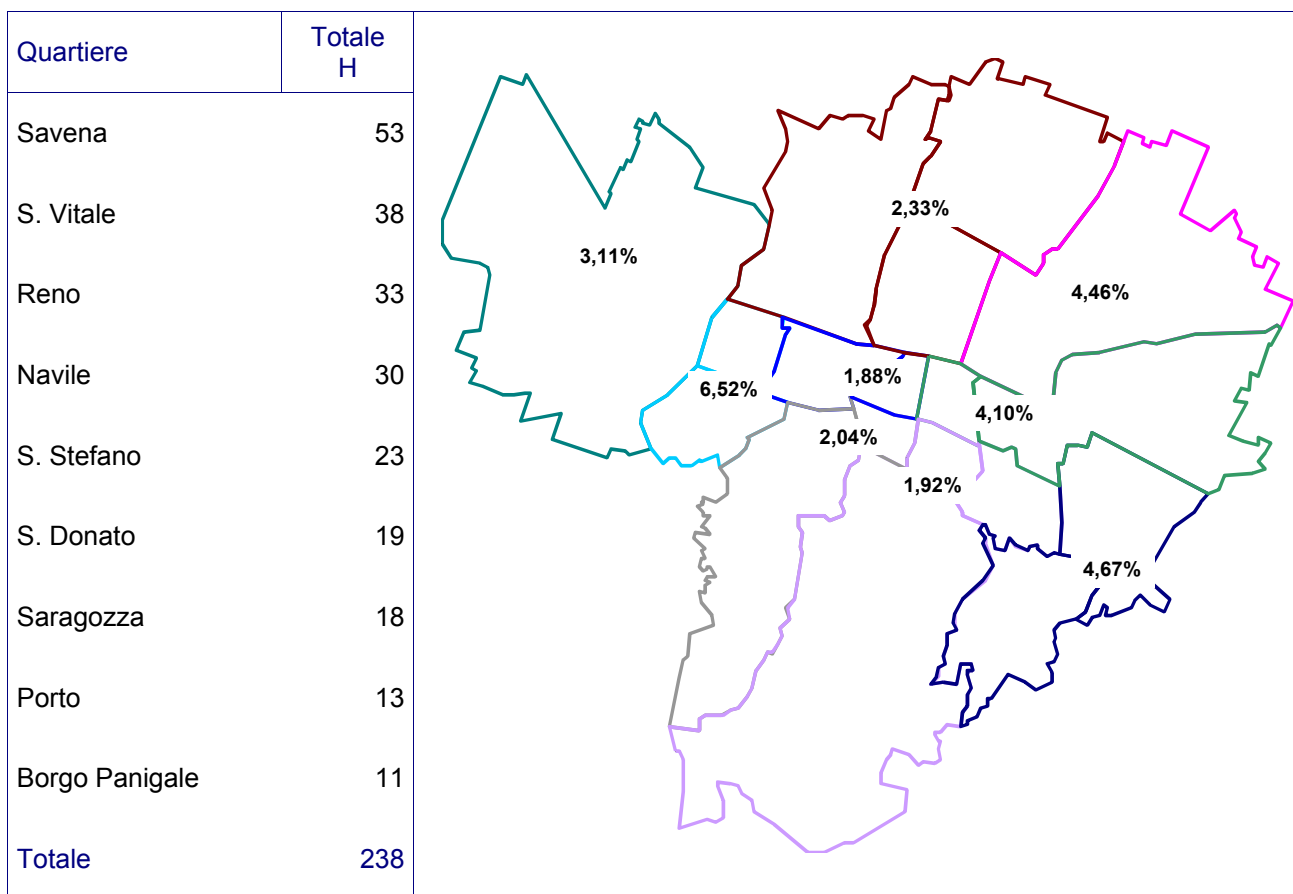 Quartiere Totale H
Savena 53
S. Vitale 38
Reno 33
Navile 30
S. Stefano 23
S. Donato 19
Saragozza 18
Porto 13
Borgo Panigale 11
Totale 238
2,33%
3,11%
4,46%
6,52%
1,88%
4,10%
2,04%
1,92%
4,67%